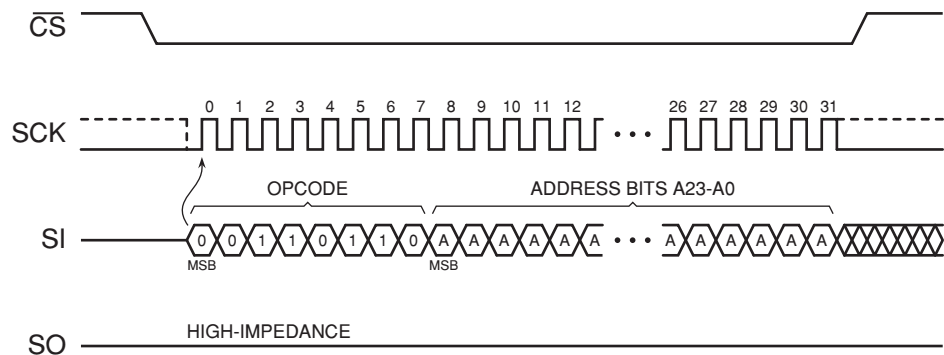 CS
0 1 2 3 4 5 6 7 8 9 10 11 12 26 27 28 29 30 31
SCK • • •
OPCODE ADDRESS BITS A23-A0
SI 0 0 1 1 0 1 1 0 A A A A A A • • • A A A A A A
MSB MSB
HIGH-IMPEDANCE
SO